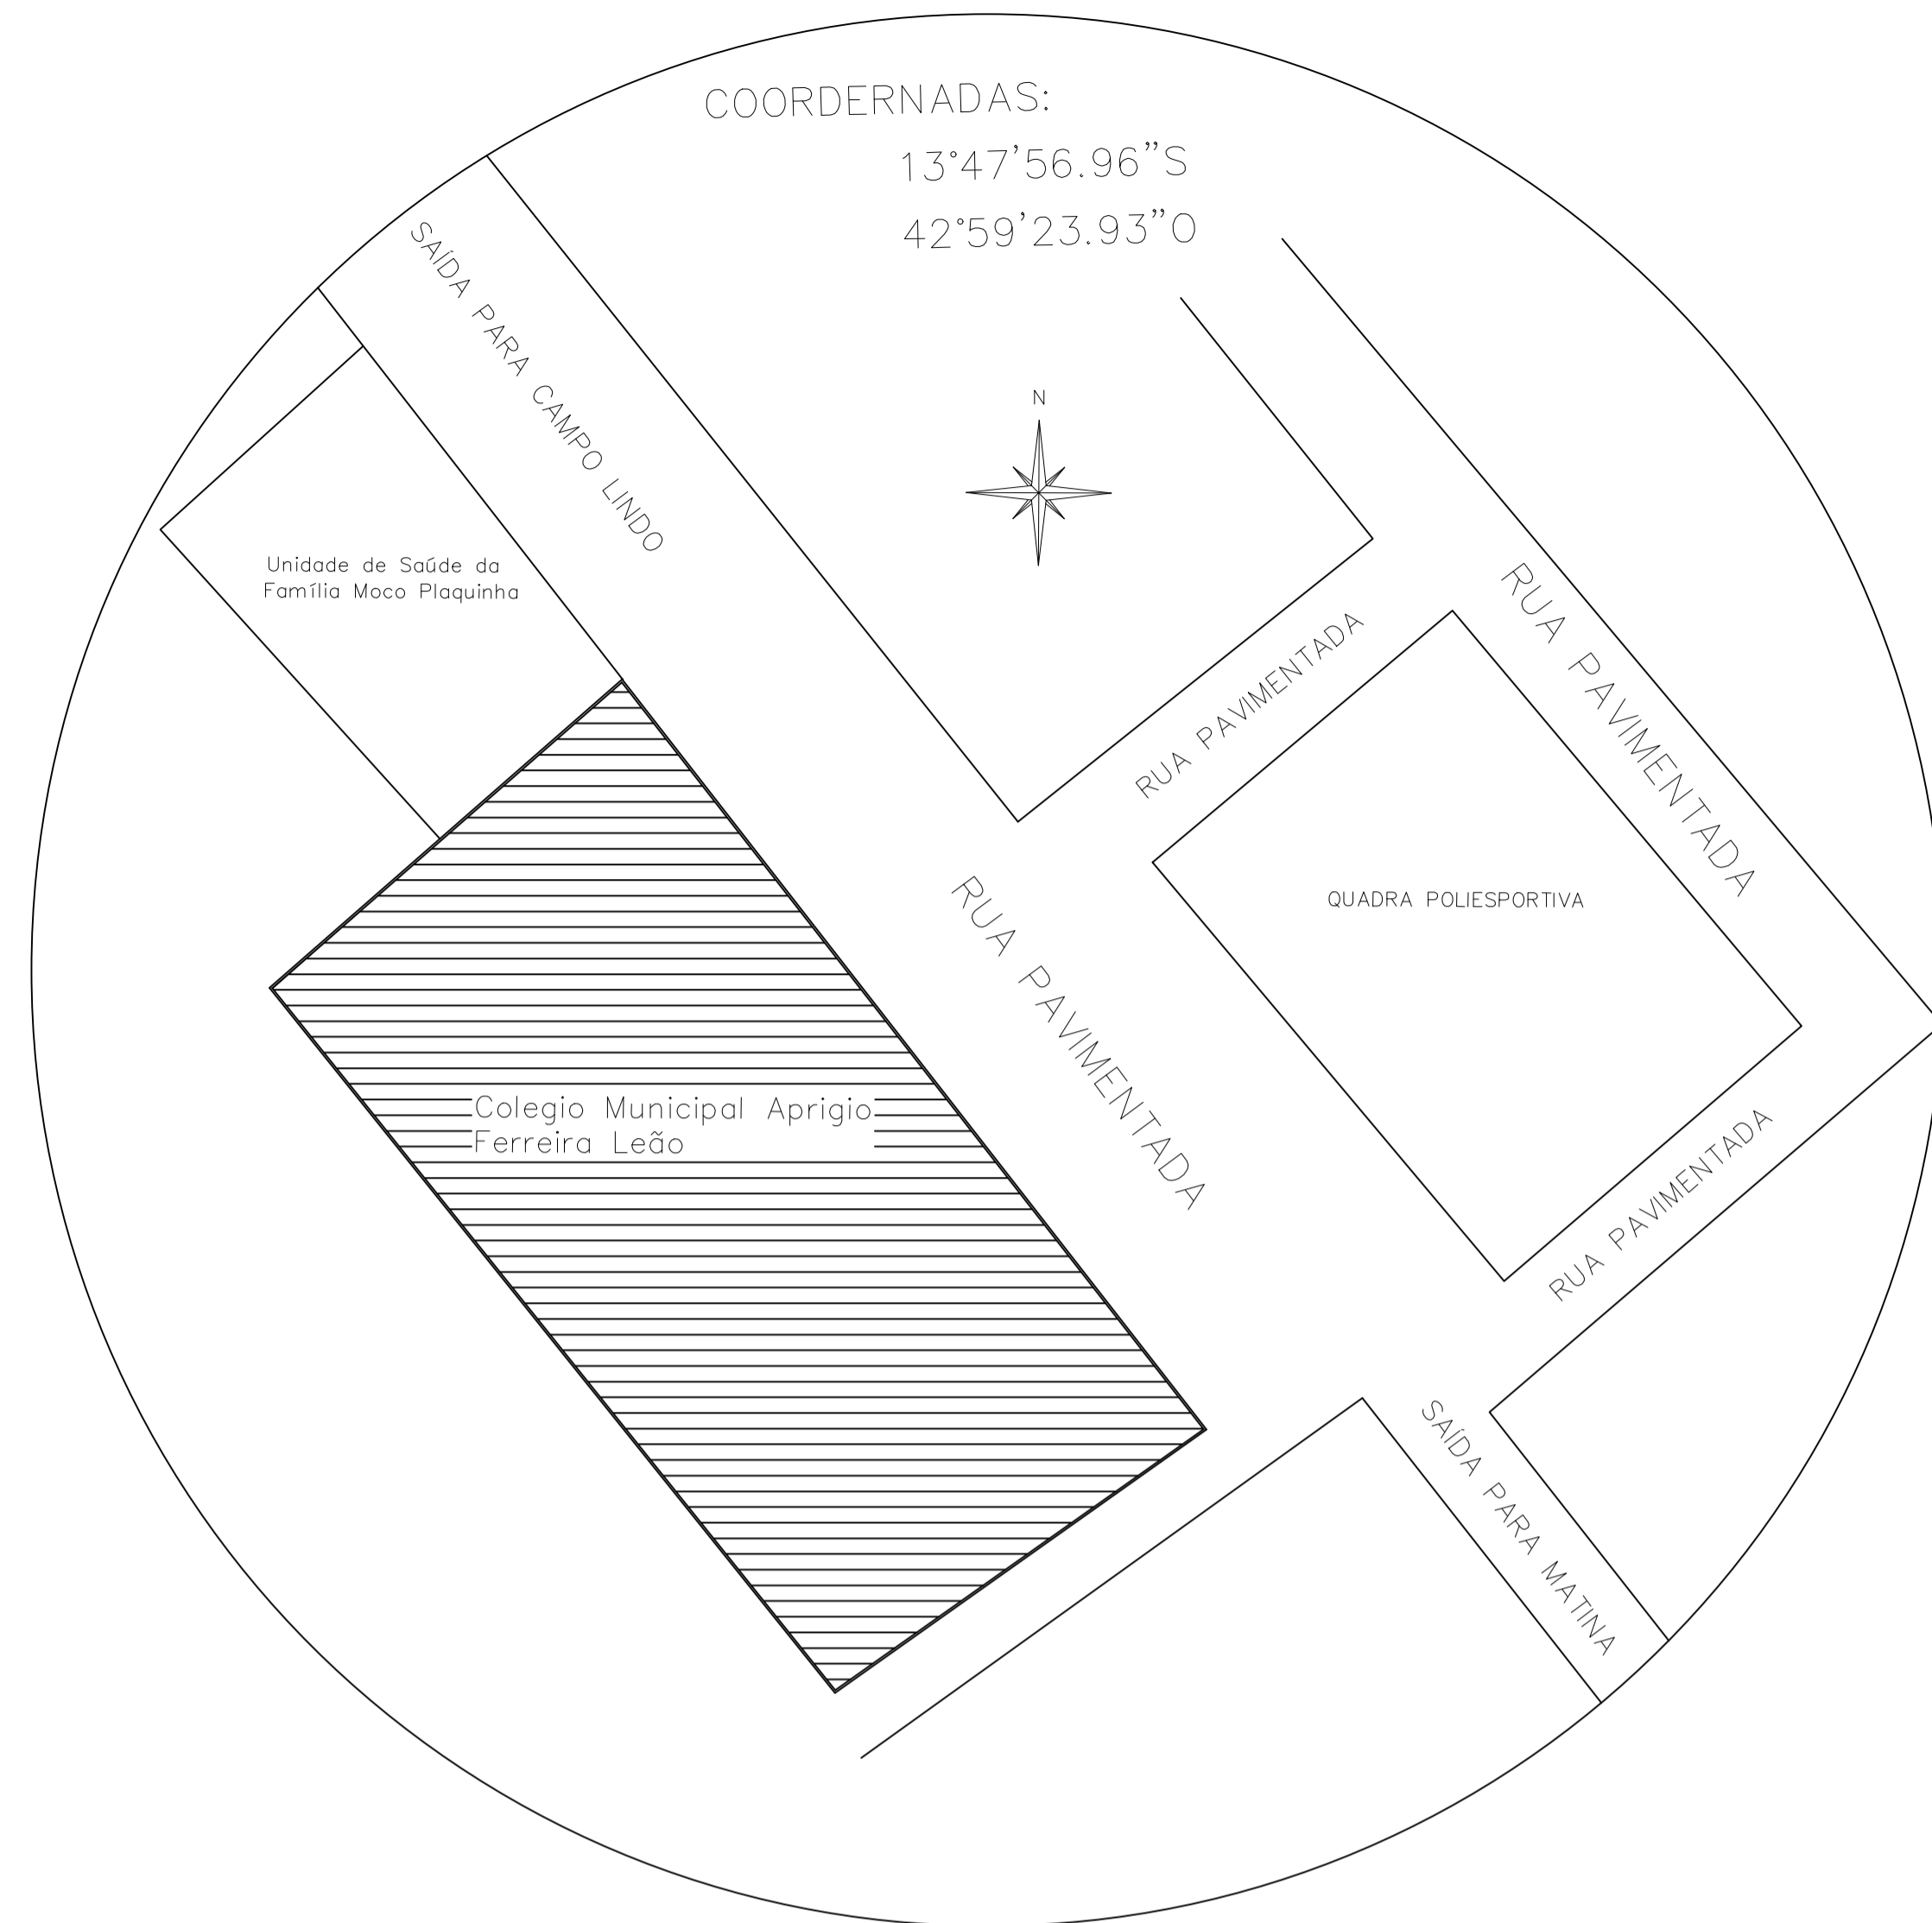 COORDERNADAS:
13°47'56.96"S
42°59'23.93"O
SAÍDA PARA CAMPO LINDO
N
Unidade de Saúde da
Família Moco Plaquinha
RUA PAVIMENTADA
RUA PAVIMENTADA
QUADRA POLIESPORTIVA
RUA PAVIMENTADA
Colegio Municipal Aprigio
Ferreira Leão
RUA PAVIMENTADA
SAÍDA PARA MATINA